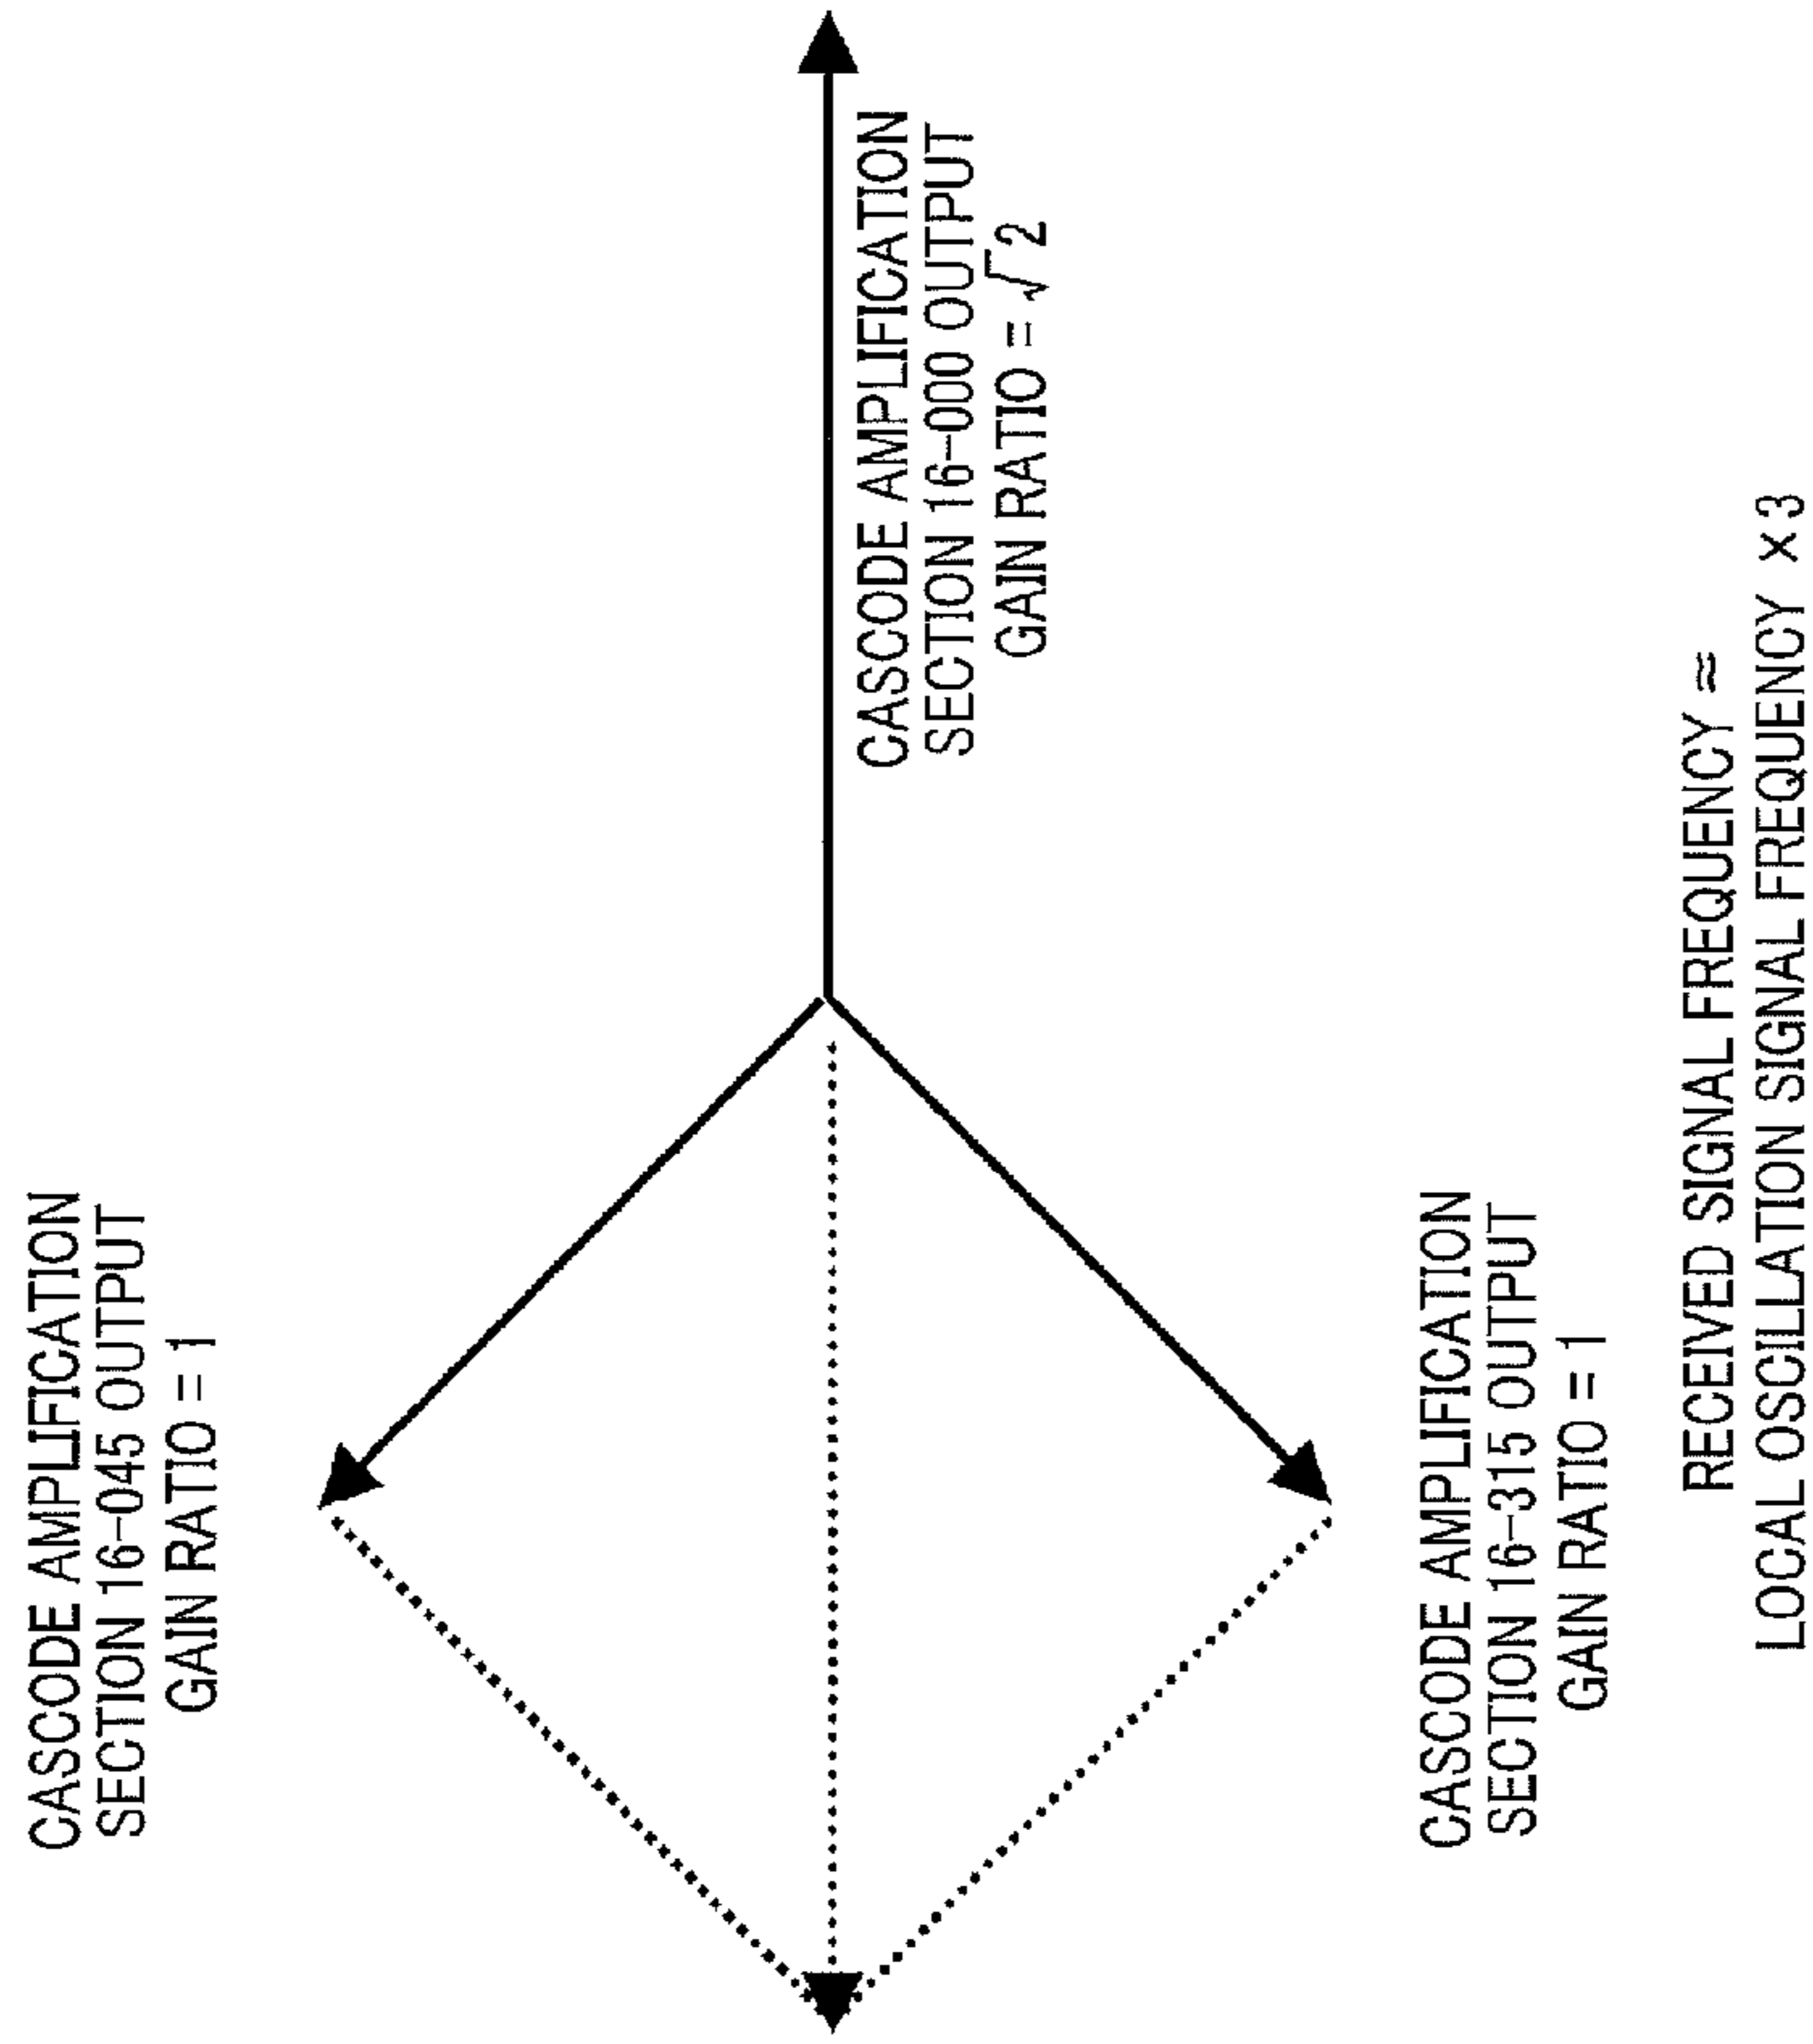 CASCODE AMPLIFICATION
SECTION 16-045 OUTPUT
GAIN RATIO = 1
CASCODE AMPLIFICATION
SECTION 16-000 OUTPUT
GAIN RATIO = √2
CASCODE AMPLIFICATION
SECTION 16-315 OUTPUT
GAIN RATIO = 1
RECEIVED SIGNAL FREQUENCY ≈
LOCAL OSCILLATION SIGNAL FREQUENCY x3